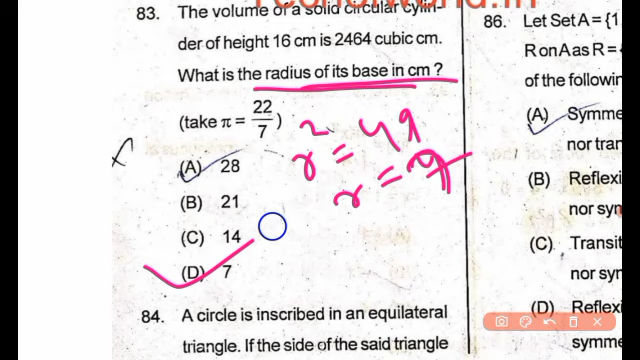 83. The volume of a solid circular cylin-
der of height 16 cm is 2464 cubic cm.
What is the radius of its base in cm ?
(take π = 22/7)
(A) 28
(B) 21
(C) 14
(D) 7
r² = 49
r = 7
84. A circle is inscribed in an equilateral
triangle. If the side of the said triangle
86. Let Set A = {1
R on A as R =
of the followin
(A) Symme
nor tran
(B) Reflexi
nor sym
(C) Transit
nor sy
(D) Reflexi
symme